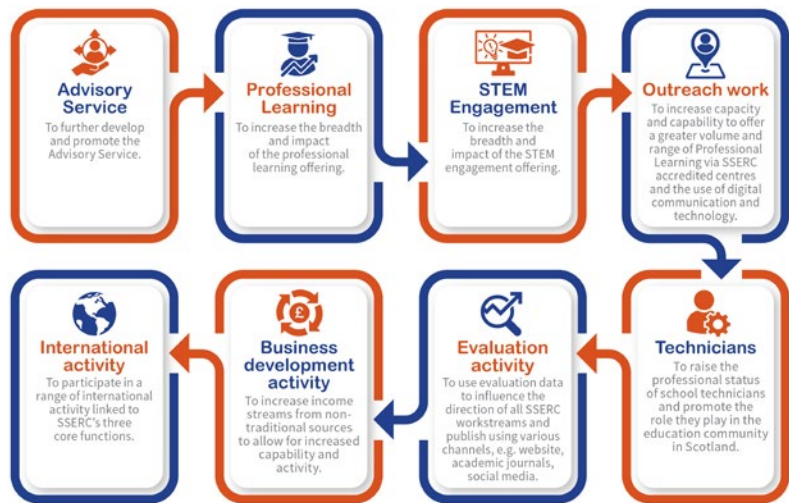 Advisory
Service
To further develop
and promote the
Advisory Service.
Professional
Learning
To increase the breadth
and impact
of the professional
learning offering.
STEM
Engagement
To increase the
breadth and
impact of the STEM
engagement offering.
Outreach work
To increase capacity
and capability to offer
a greater volume and
range of Professional
Learning via SSERC
accredited centres
and the use of digital
communication and
technology.
Technicians
To raise the
professional status
of school technicians
and promote the
role they play in the
education community
in Scotland.
Evaluation
activity
To use evaluation data
to influence the
direction of all SSERC
workstreams and
publish using various
channels, e.g. website,
academic journals,
social media.
£
Business
development
activity
To increase income
streams from non-
traditional sources
to allow for increased
capability and
activity.
International
activity
To participate in a
range of international
activity linked to
SSERC's three
core functions.